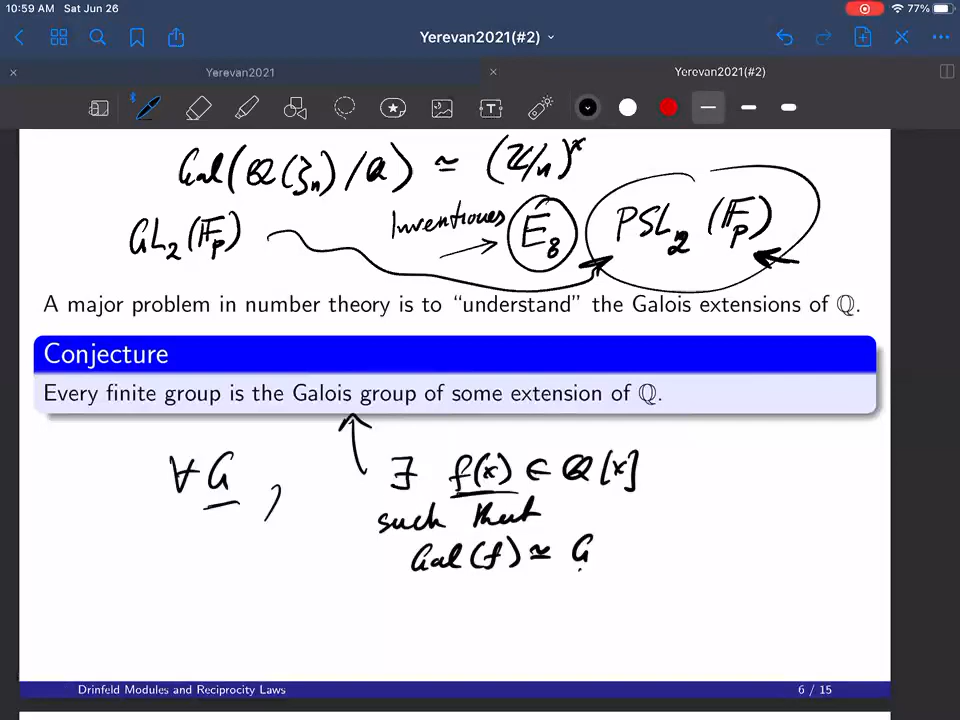 10:59 AM Sat Jun 26
77%
Yerevan2021(#2)
Yerevan2021
Yerevan2021(#2)
Gal(ℚ(ζₙ)/ℚ) ≃ (ℤ/n)ˣ
GL₂(𝔽ₚ) Inventiones E₈ PSL₂(𝔽ₚ)
A major problem in number theory is to “understand” the Galois extensions of ℚ.
Conjecture
Every finite group is the Galois group of some extension of ℚ.
∀ G, ∃ f(x) ∈ ℚ[x]
such that
Gal(f) ≃ G
Drinfeld Modules and Reciprocity Laws 6 / 15